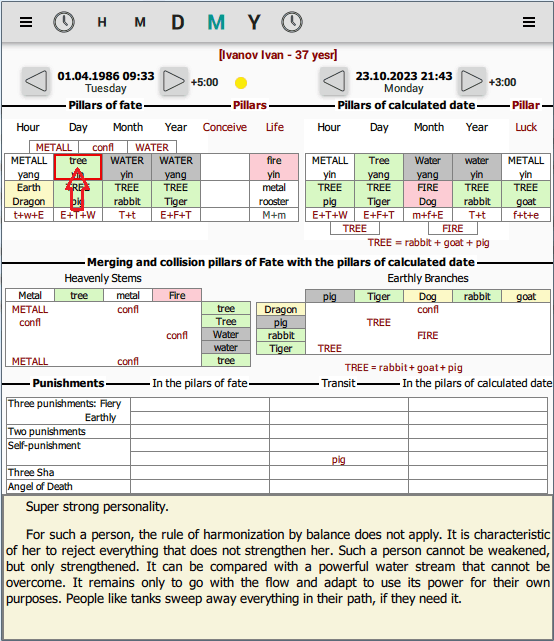 H M D M Y
[Ivanov Ivan - 37 yesr]
01.04.1986 09:33 +5:00 23.10.2023 21:43 +3:00
Tuesday Monday
Pillars of fate Pillars Pillars of calculated date Pillar
Hour Day Month Year Conceive Life Hour Day Month Year Luck
METALL confl WATER
METALL tree WATER WATER fire METALL Tree Water water METALL
yang yin yin yang yin yang yang yang yin yin
Earth TREE TREE TREE metal TREE TREE FIRE TREE TREE
Dragon pig rabbit Tiger rooster pig Tiger Dog rabbit goat
t+w+E E+T+W T+t E+F+T M+m E+T+W E+F+T m+f+E T+t f+t+e
TREE FIRE
TREE = rabbit + goat + pig
Merging and collision pillars of Fate with the pillars of calculated date
Heavenly Stems Earthly Branches
Metal tree metal Fire pig Tiger Dog rabbit goat
METALL confl tree Dragon confl
confl Tree pig TREE
confl Water rabbit FIRE
water Tiger TREE
METALL confl tree
TREE = rabbit + goat + pig
Punishments In the pilars of fate Transit In the pilars of calculated date
Three punishments: Fiery
Earthly
Two punishments
Self-punishment
pig
Three Sha
Angel of Death
Super strong personality.
For such a person, the rule of harmonization by balance does not apply. It is characteristic
of her to reject everything that does not strengthen her. Such a person cannot be weakened,
but only strengthened. It can be compared with a powerful water stream that cannot be
overcome. It remains only to go with the flow and adapt to use its power for their own
purposes. People like tanks sweep away everything in their path, if they need it.